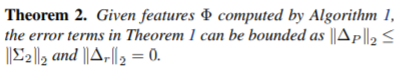 Theorem 2. Given features Φ computed by Algorithm 1,
the error terms in Theorem 1 can be bounded as ‖Δ_P‖₂ ≤
‖Σ₂‖₂ and ‖Δ_r‖₂ = 0.